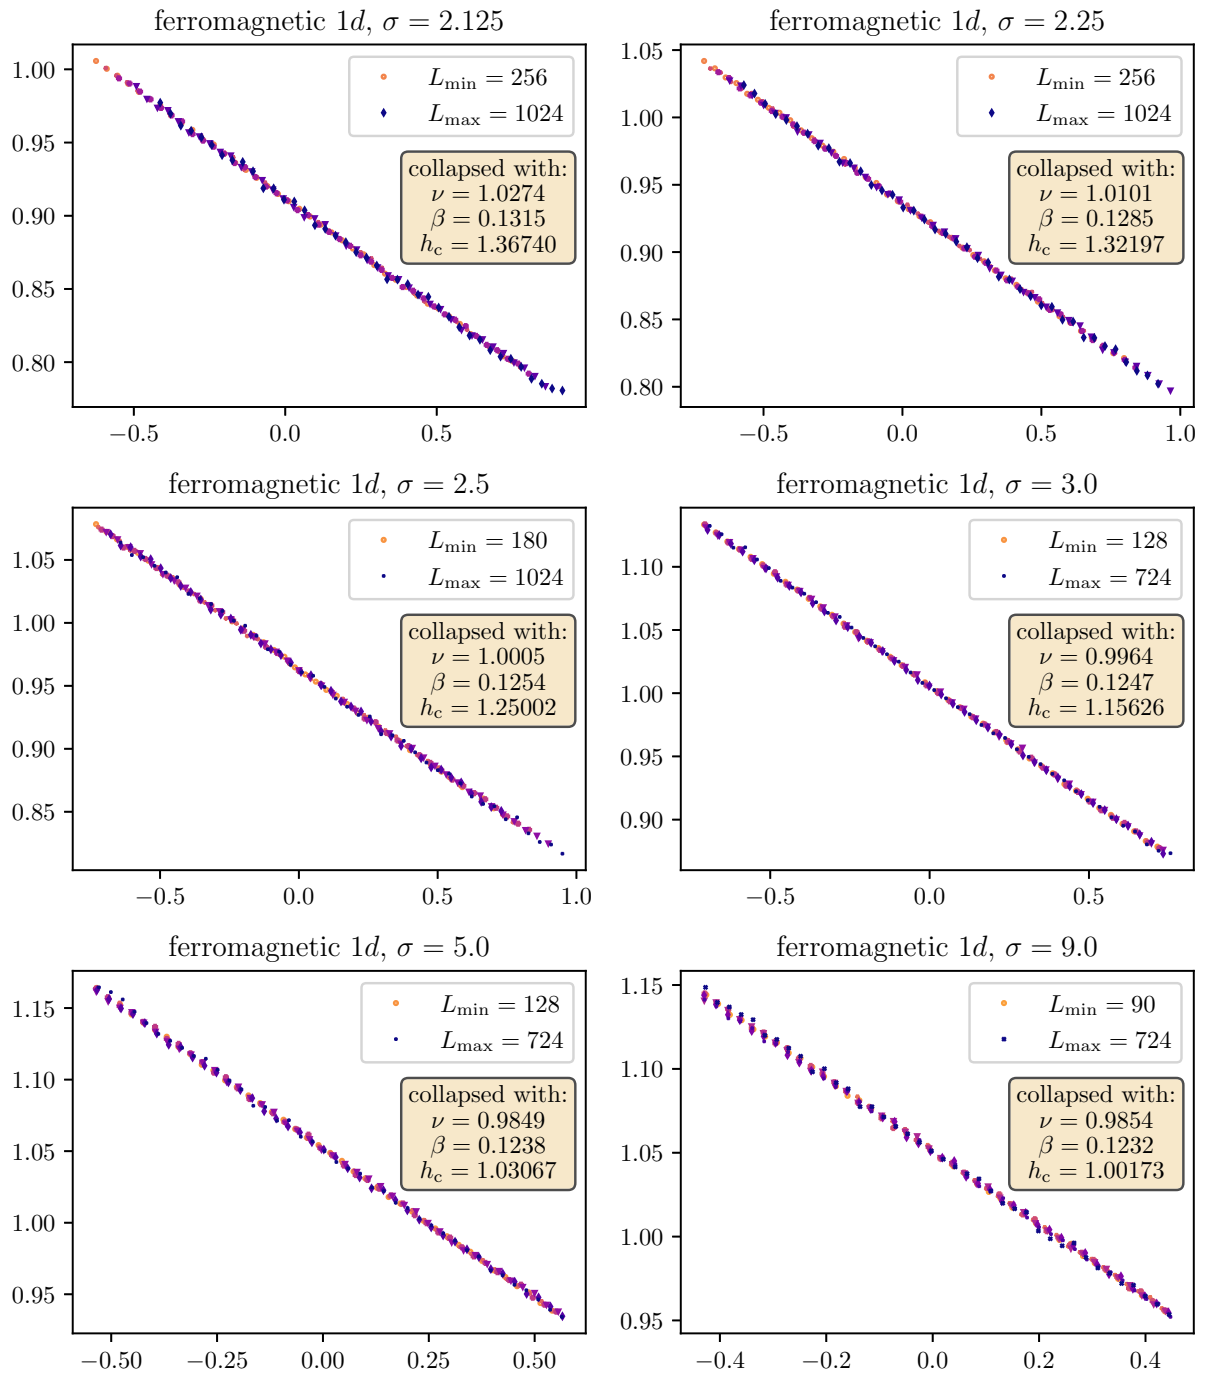 ferromagnetic 1d, σ = 2.125
1.00
0.95
0.90
0.85
0.80
−0.5
0.0
0.5
L_min = 256
L_max = 1024
collapsed with:
ν = 1.0274
β = 0.1315
h_c = 1.36740
ferromagnetic 1d, σ = 2.25
1.05
1.00
0.95
0.90
0.85
0.80
−0.5
0.0
0.5
1.0
L_min = 256
L_max = 1024
collapsed with:
ν = 1.0101
β = 0.1285
h_c = 1.32197
ferromagnetic 1d, σ = 2.5
1.05
1.00
0.95
0.90
0.85
−0.5
0.0
0.5
1.0
L_min = 180
L_max = 1024
collapsed with:
ν = 1.0005
β = 0.1254
h_c = 1.25002
ferromagnetic 1d, σ = 3.0
1.10
1.05
1.00
0.95
0.90
−0.5
0.0
0.5
L_min = 128
L_max = 724
collapsed with:
ν = 0.9964
β = 0.1247
h_c = 1.15626
ferromagnetic 1d, σ = 5.0
1.15
1.10
1.05
1.00
0.95
−0.50
−0.25
0.00
0.25
0.50
L_min = 128
L_max = 724
collapsed with:
ν = 0.9849
β = 0.1238
h_c = 1.03067
ferromagnetic 1d, σ = 9.0
1.15
1.10
1.05
1.00
0.95
−0.4
−0.2
0.0
0.2
0.4
L_min = 90
L_max = 724
collapsed with:
ν = 0.9854
β = 0.1232
h_c = 1.00173